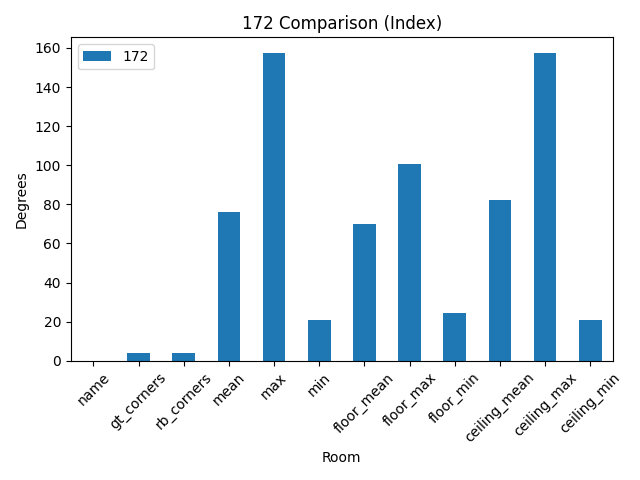 172 Comparison (Index)
172
160
140
120
100
80
60
40
20
0
Degrees
name
gt_corners
rb_corners
mean
max
min
floor_mean
floor_max
floor_min
ceiling_mean
ceiling_max
ceiling_min
Room